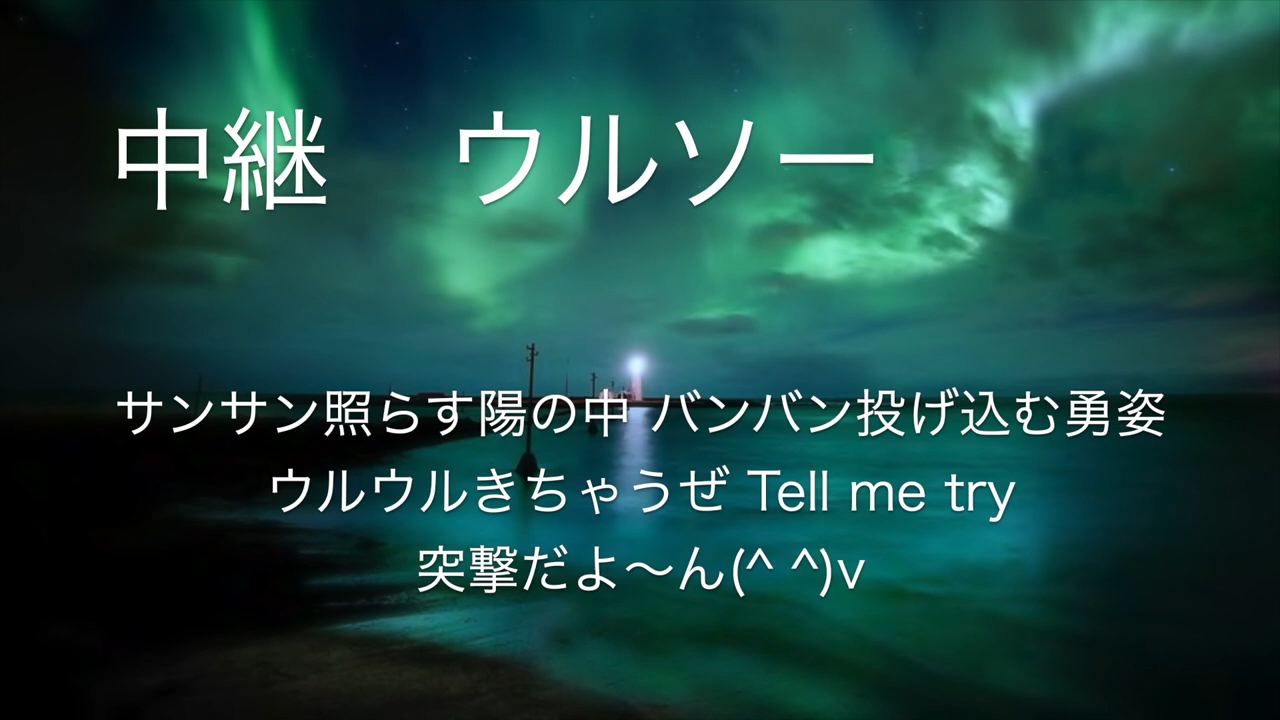 中継　ウルソー
サンサン照らす陽の中 バンバン投げ込む勇姿
ウルウルきちゃうぜ Tell me try
突撃だよ〜ん(^ ^)v